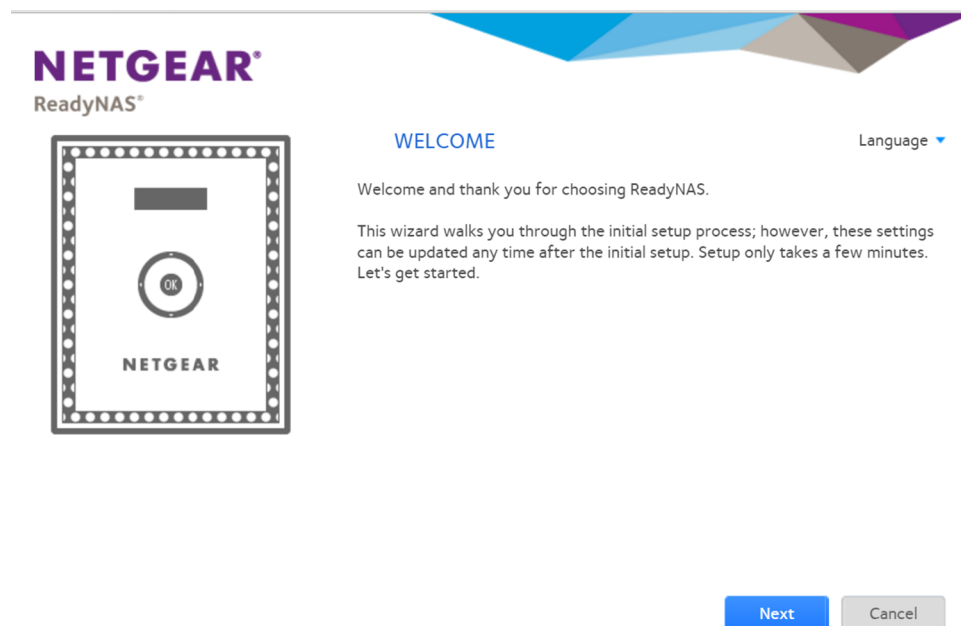 NETGEAR®
ReadyNAS®
WELCOME
Language
Welcome and thank you for choosing ReadyNAS.
This wizard walks you through the initial setup process; however, these settings
can be updated any time after the initial setup. Setup only takes a few minutes.
Let's get started.
OK
NETGEAR
Next
Cancel